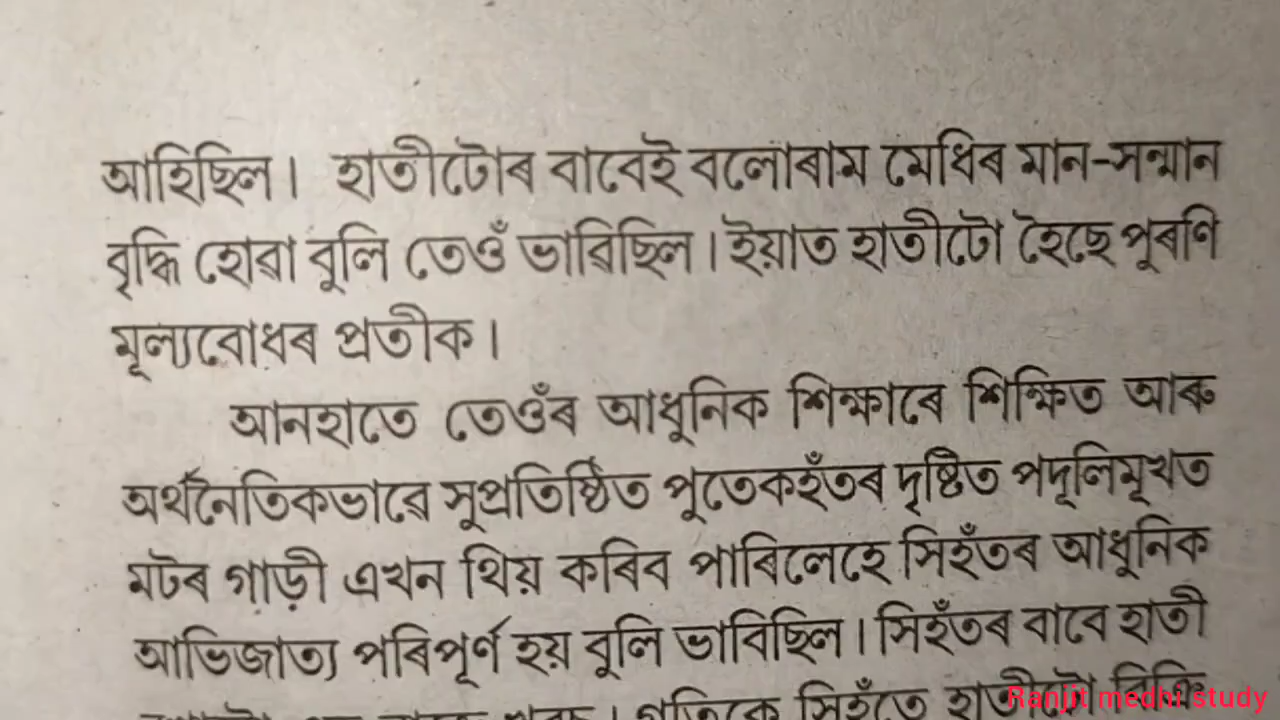 আহিছিল। হাতীটোৰ বাবেই বলোৰাম মেধিৰ মান-সন্মান
বৃদ্ধি হোৱা বুলি তেওঁ ভাৱিছিল। ইয়াত হাতীটো হৈছে পূৰণি
মূল্যবোধৰ প্ৰতীক।
আনহাতে তেওঁৰ আধুনিক শিক্ষাৰে শিক্ষিত আৰু
অৰ্থনৈতিকভাৱে সুপ্ৰতিষ্ঠিত পুতেকহঁতৰ দৃষ্টিত পদূলিমূখত
মটৰ গাড়ী এখন থিয় কৰিব পাৰিলেহে সিহঁতৰ আধুনিক
আভিজাত্য পৰিপূৰ্ণ হয় বুলি ভাবিছিল। সিহঁতৰ বাবে হাতী
সিহঁতে হাতীটো
Ranjit medhi study